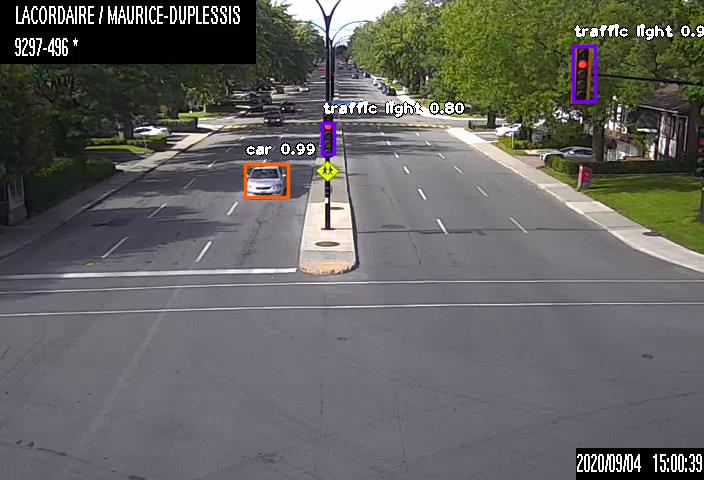 LACORDAIRE / MAURICE-DUPLESSIS
9297-496 *
traffic light 0.9
traffic light 0.80
car 0.99
2020/09/04 15:00:39